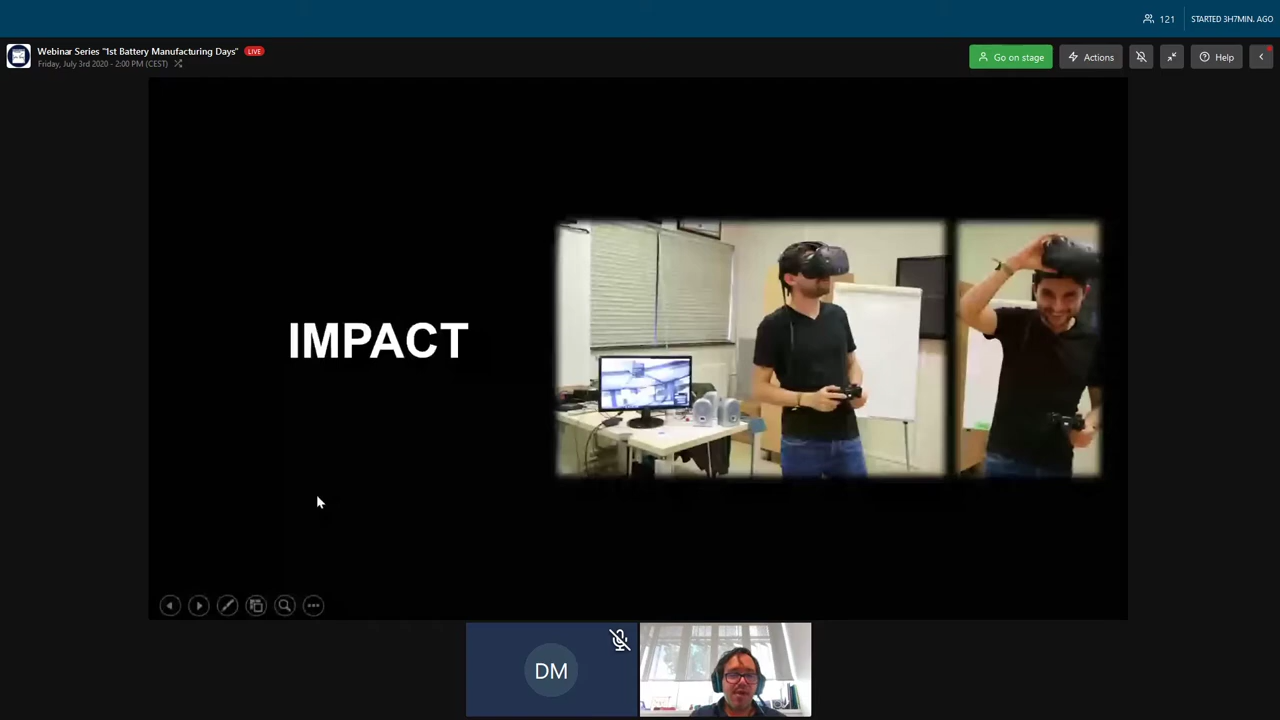 121
STARTED 3H7MIN. AGO
Webinar Series "1st Battery Manufacturing Days" LIVE
Friday, July 3rd 2020 - 2:00 PM (CEST)
Go on stage
Actions
Help
IMPACT
DM